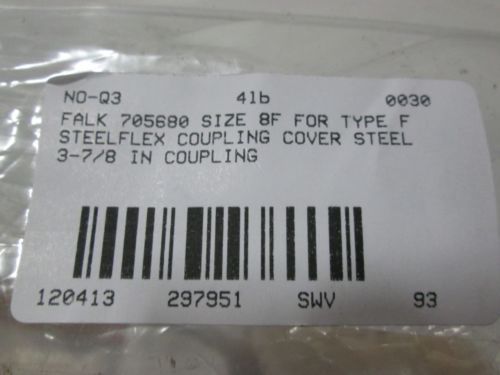 NO-Q3 41b 0030
FALK 705680 SIZE 8F FOR TYPE F
STEELFLEX COUPLING COVER STEEL
3-7/8 IN COUPLING
120413 297951 SWV 93